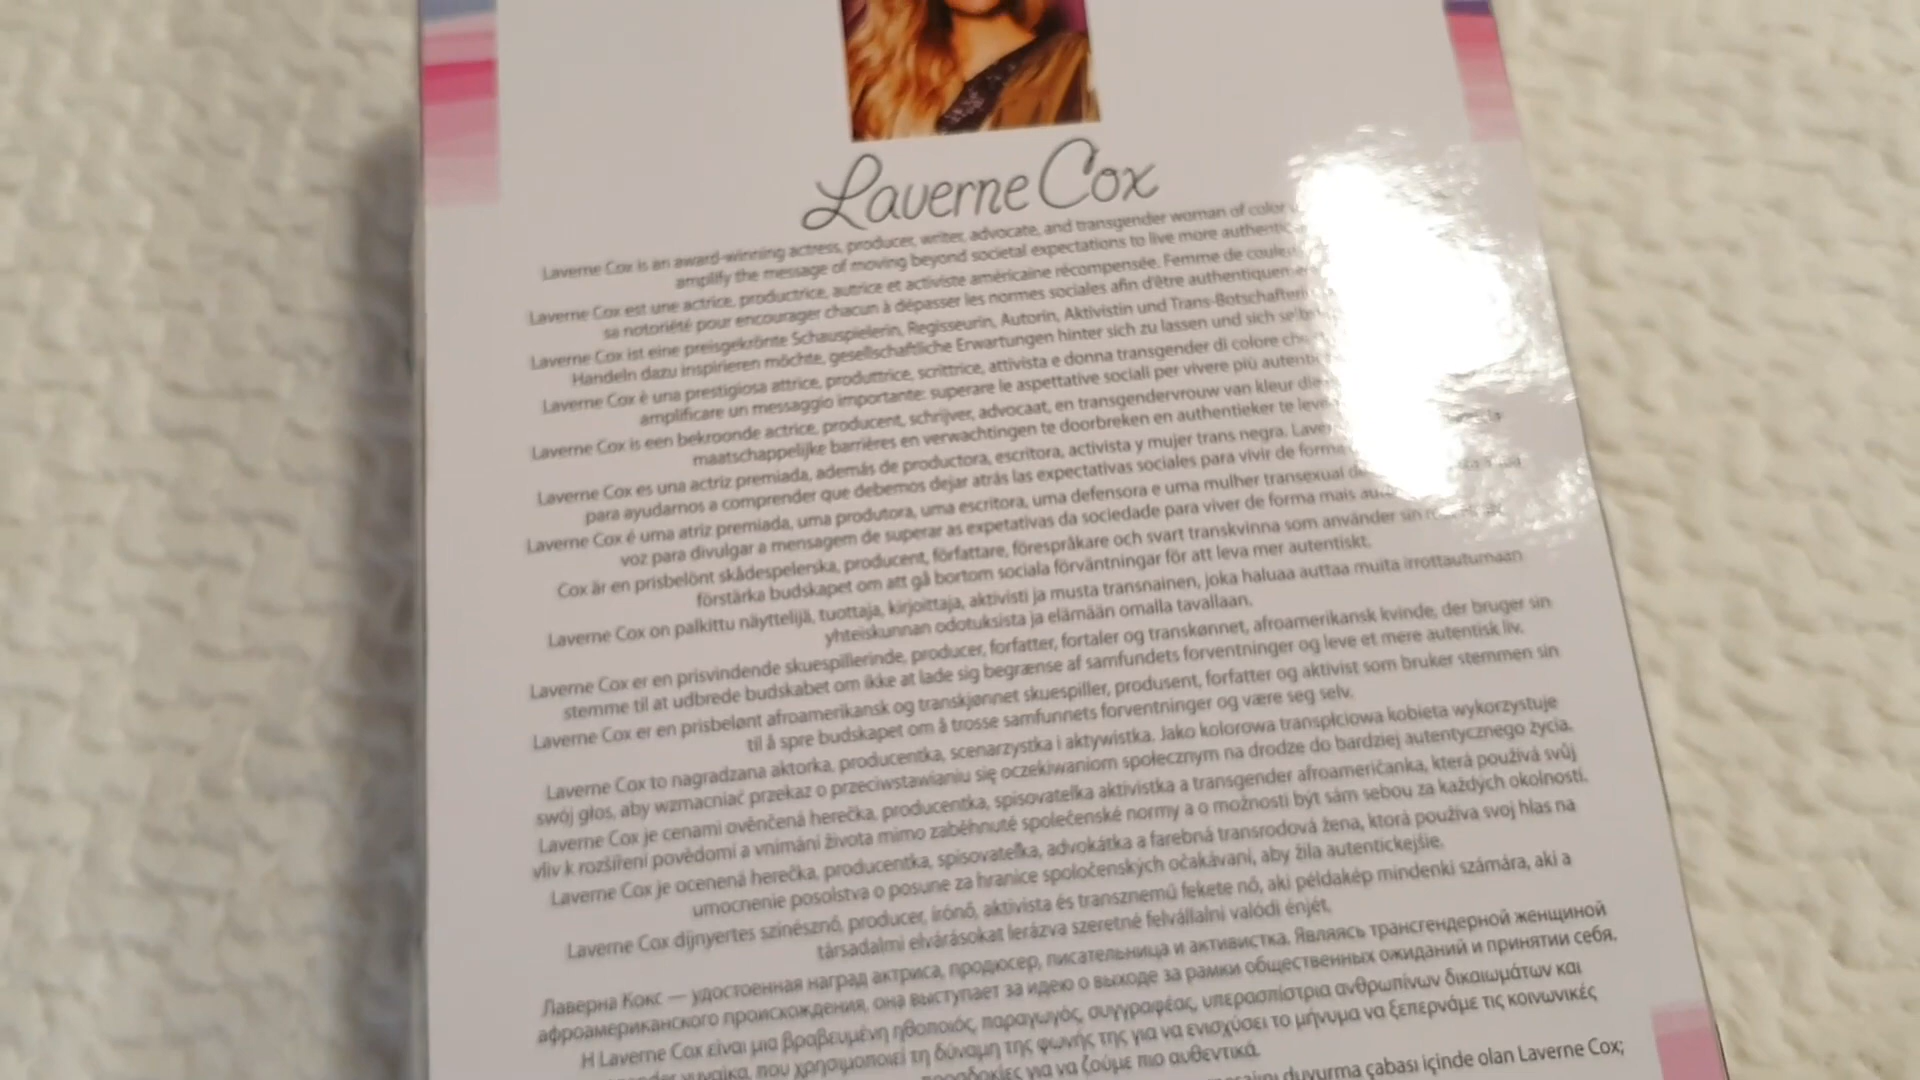 Laverne Cox
Laverne Cox is an award-winning actress, producer, writer, advocate, and transgender woman of color
amplify the message of moving beyond societal expectations to live more
Laverne Cox est une actrice, productrice, autrice et activiste américaine récompensée. Femme de
sa notoriété pour encourager chacun à dépasser les normes sociales afin d'être
Laverne Cox ist eine preisgekrönte Schauspielerin, Regisseurin, Autorin, Aktivistin und
Handeln dazu inspirieren möchte, gesellschaftliche Erwartungen hinter sich zu lassen und sich
Laverne Cox è una prestigiosa attrice, produttrice, scrittrice, attivista e donna transgender di colore
amplificare un messaggio importante: superare le aspettative sociali per vivere più
Laverne Cox is een bekroonde actrice, producent, schrijver, advocaat, en transgendervrouw van kleur
maatschappelijke barrières en verwachtingen te doorbreken en authentieker te
Laverne Cox es una actriz premiada, además de productora, escritora, activista y mujer trans negra.
para ayudarnos a comprender que debemos dejar atrás las expectativas sociales para vivir de
Laverne Cox é uma atriz premiada, uma produtora, uma escritora, uma defensora e uma mulher transexual
voz para divulgar a mensagem de superar as expetativas da sociedade para viver de forma mais
Cox är en prisbelönt skådespelerska, producent, författare, förespråkare och svart transkvinna som använder sin
förstärka budskapet om att gå bortom sociala förväntningar för att leva mer autentiskt.
Laverne Cox on palkittu näyttelijä, tuottaja, kirjoittaja, aktivisti ja musta transnainen, joka haluaa auttaa muita irrottautumaan
yhteiskunnan odotuksista ja elämään omalla tavallaan.
Laverne Cox er en prisvindende skuespillerinde, producer, forfatter, fortaler og transkønnet, afroamerikansk kvinde, der bruger sin
stemme til at udbrede budskabet om ikke at lade sig begrænse af samfundets forventninger og leve et mere autentisk liv.
Laverne Cox er en prisbelønt afroamerikansk og transkjønnet skuespiller, produsent, forfatter og aktivist som bruker stemmen sin
til å spre budskapet om å trosse samfunnets forventninger og være seg selv.
Laverne Cox to nagradzana aktorka, producentka, scenarzystka i aktywistka. Jako kolorowa transpłciowa kobieta wykorzystuje
swój głos, aby wzmacniać przekaz o przeciwstawianiu się oczekiwaniom społecznym na drodze do bardziej autentycznego życia.
Laverne Cox je cenami ověnčená herečka, producentka, spisovatelka aktivistka a transgender afroameričanka, která používá svůj
vliv k rozšíření povědomí a vnímání života mimo zaběhnuté společenské normy a o možnosti být sám sebou za každých okolností.
Laverne Cox je ocenená herečka, producentka, spisovateľka, advokátka a farebná transrodová žena, ktorá používa svoj hlas na
umocnenie posolstva o posune za hranice spoločenských očakávaní, aby žila autentickejšie.
Laverne Cox díjnyertes színésznő, producer, írónő, aktivista és transznemű fekete nő, aki példakép mindenki számára, aki a
társadalmi elvárásokat lerázva szeretné felvállalni valódi énjét.
Лаверна Кокс — удостоенная наград актриса, продюсер, писательница и активистка. Являясь трансгендерной женщиной
афроамериканского происхождения, она выступает за идею о выходе за рамки общественных ожиданий и принятии себя.
Η Laverne Cox είναι μια βραβευμένη ηθοποιός, παραγωγός, συγγραφέας, υπερασπίστρια ανθρωπίνων δικαιωμάτων και
γυναίκα, που χρησιμοποιεί τη δύναμη της φωνής της για να ενισχύσει το μήνυμα να ξεπερνάμε τις κοινωνικές
προσδοκίες για να ζούμε πιο αυθεντικά.
duyurma çabası içinde olan Laverne Cox;